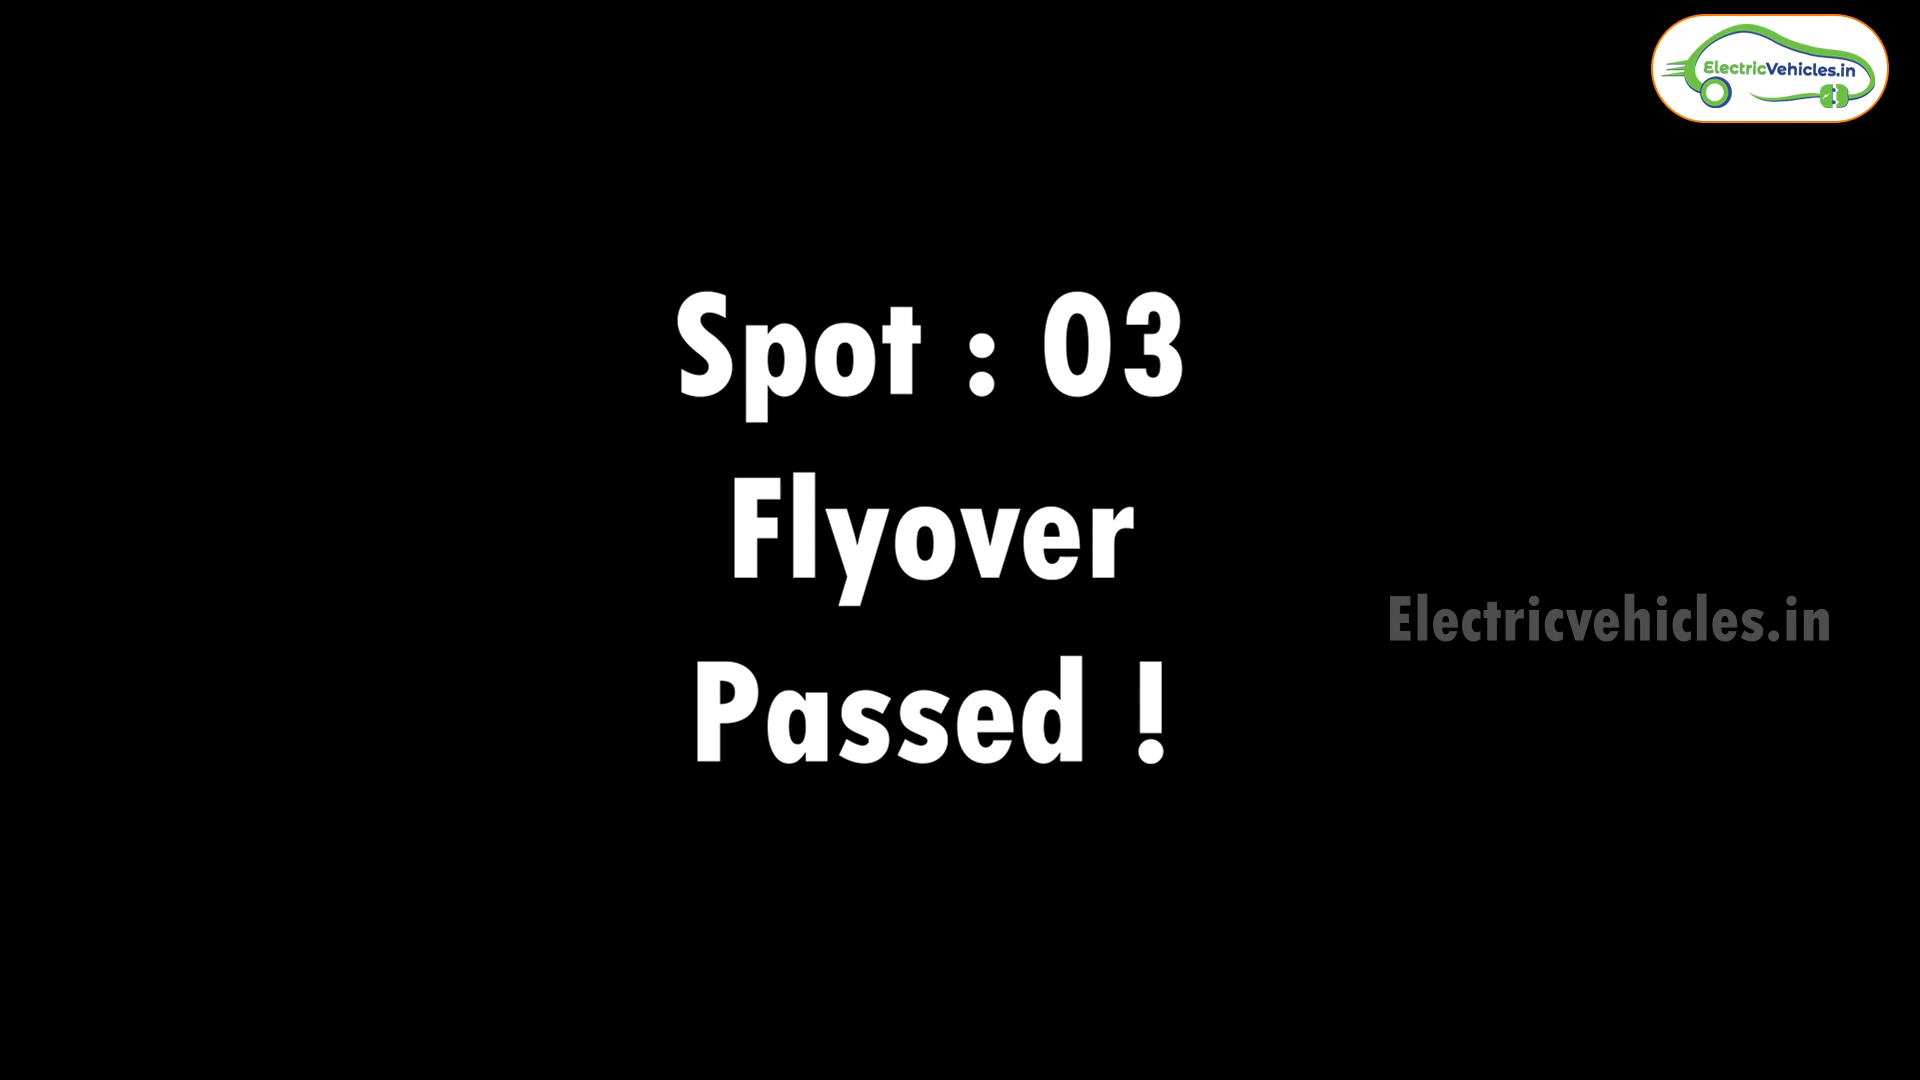 ElectricVehicles.in
Spot : 03
Flyover
Passed !
Electricvehicles.in